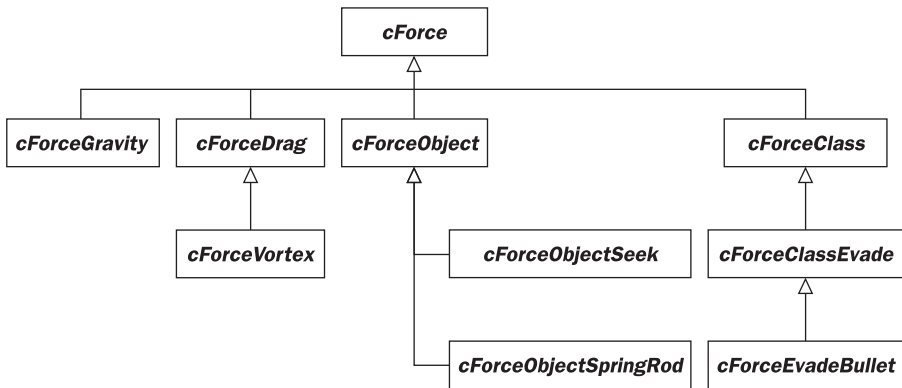 cForce
cForceGravity
cForceDrag
cForceObject
cForceClass
cForceVortex
cForceObjectSeek
cForceClassEvade
cForceObjectSpringRod
cForceEvadeBullet